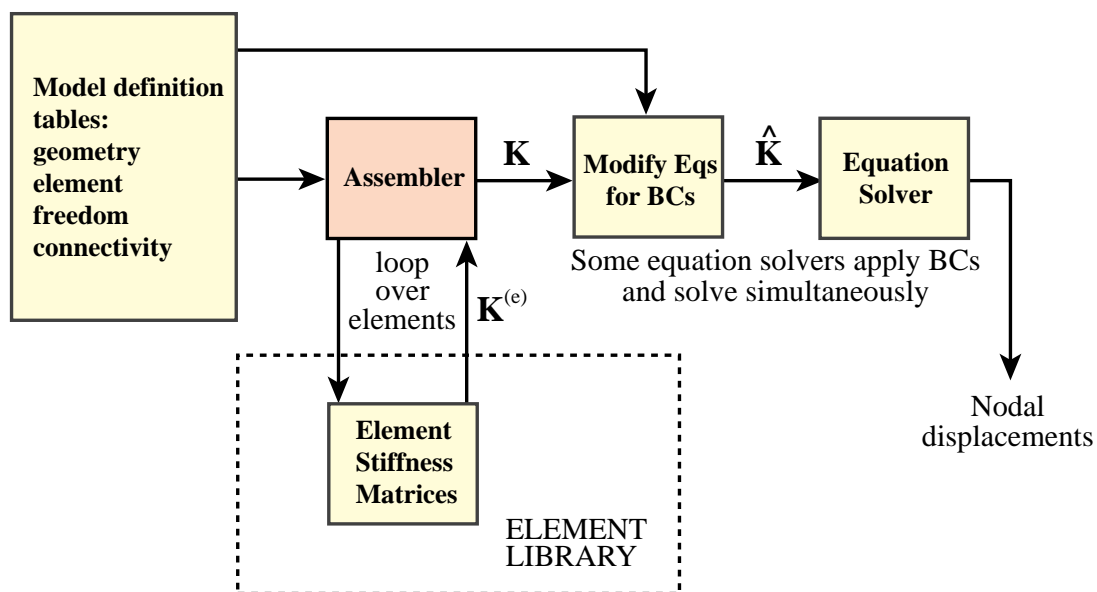 Model definition
tables:
geometry
element
freedom
connectivity
Assembler
K
Modify Eqs
for BCs
K̂
Equation
Solver
Some equation solvers apply BCs
and solve simultaneously
loop
over
elements
K(e)
Element
Stiffness
Matrices
ELEMENT
LIBRARY
Nodal
displacements